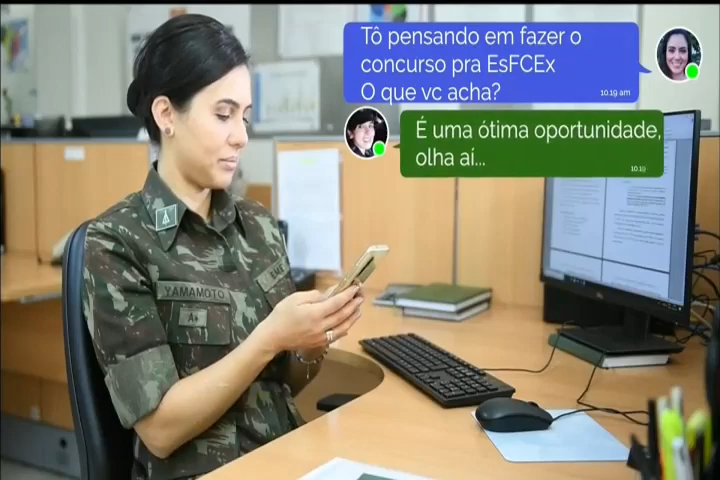 Tô pensando em fazer o
concurso pra EsFCEx
O que vc acha?
10.19 am
É uma ótima oportunidade,
olha aí...
10.19
YAMAMOTO
A+